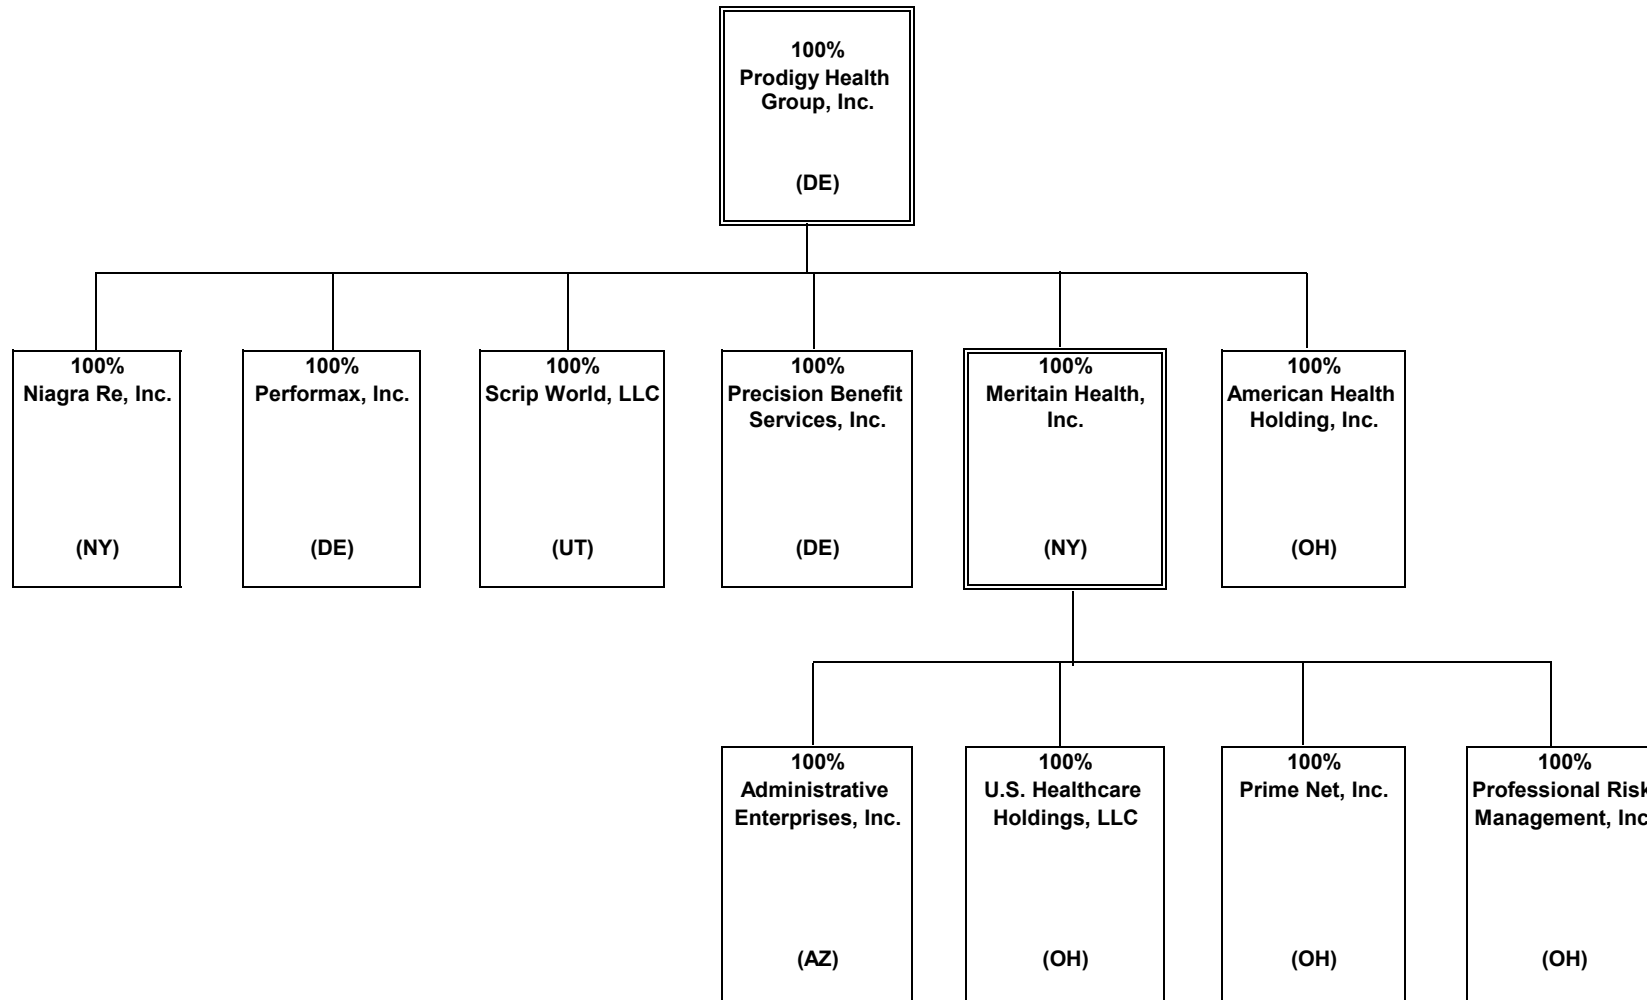 100%
Prodigy Health
Group, Inc.
(DE)
100%
Niagra Re, Inc.
(NY)
100%
Performax, Inc.
(DE)
100%
Scrip World, LLC
(UT)
100%
Precision Benefit
Services, Inc.
(DE)
100%
Meritain Health,
Inc.
(NY)
100%
American Health
Holding, Inc.
(OH)
100%
Administrative
Enterprises, Inc.
(AZ)
100%
U.S. Healthcare
Holdings, LLC
(OH)
100%
Prime Net, Inc.
(OH)
100%
Professional Risk
Management, Inc
(OH)